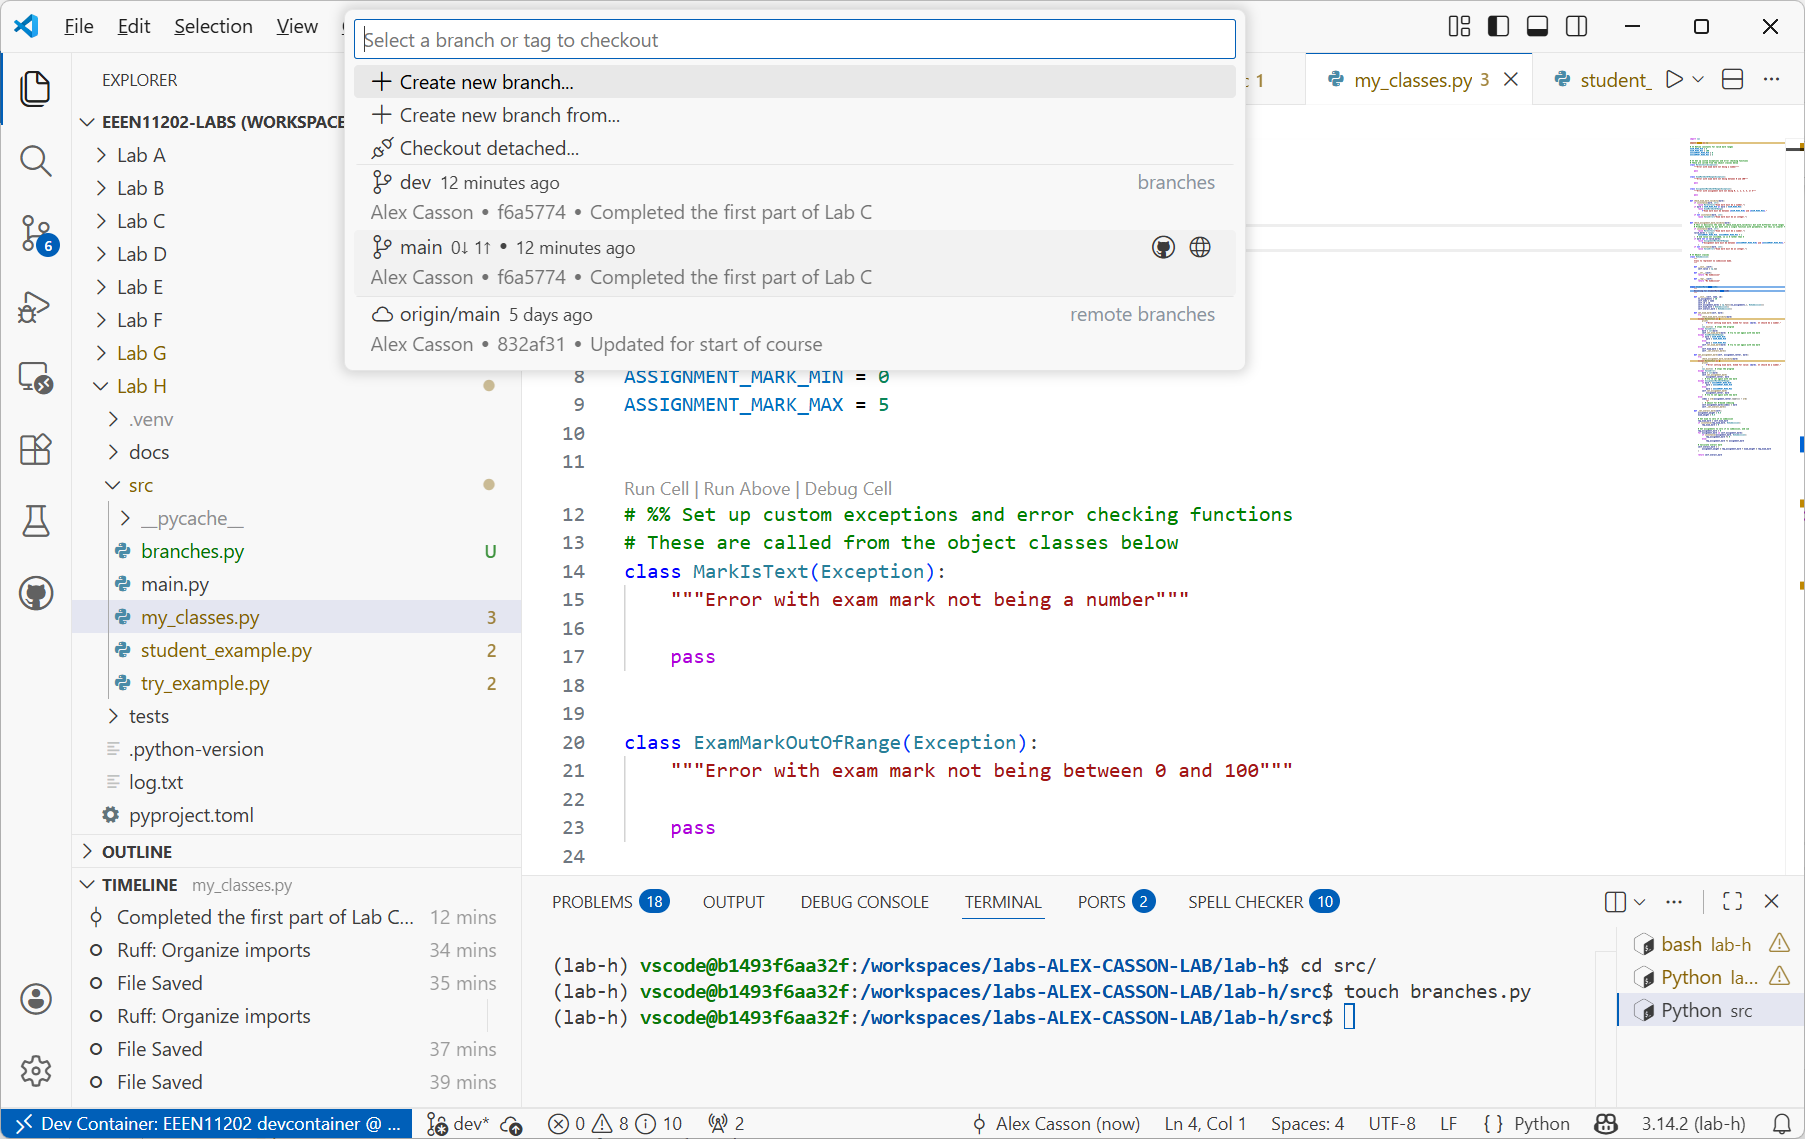 File Edit Selection View
Select a branch or tag to checkout
Create new branch...
Create new branch from...
Checkout detached...
dev 12 minutes ago branches
Alex Casson • f6a5774 • Completed the first part of Lab C
main 0↓ 1↑ • 12 minutes ago
Alex Casson • f6a5774 • Completed the first part of Lab C
origin/main 5 days ago remote branches
Alex Casson • 832af31 • Updated for start of course
1
my_classes.py 3
student_
EXPLORER
EEEN11202-LABS (WORKSPACE
Lab A
Lab B
Lab C
Lab D
Lab E
Lab F
Lab G
Lab H
.venv
docs
src
__pycache__
branches.py U
main.py
my_classes.py 3
student_example.py 2
try_example.py 2
tests
.python-version
log.txt
pyproject.toml
OUTLINE
TIMELINE my_classes.py
Completed the first part of Lab C... 12 mins
Ruff: Organize imports 34 mins
File Saved 35 mins
Ruff: Organize imports
File Saved 37 mins
File Saved 39 mins
6
8 ASSIGNMENT_MARK_MIN = 0
9 ASSIGNMENT_MARK_MAX = 5
10
11
Run Cell | Run Above | Debug Cell
12 # %% Set up custom exceptions and error checking functions
13 # These are called from the object classes below
14 class MarkIsText(Exception):
15 """Error with exam mark not being a number"""
16
17 pass
18
19
20 class ExamMarkOutOfRange(Exception):
21 """Error with exam mark not being between 0 and 100"""
22
23 pass
24
PROBLEMS 18 OUTPUT DEBUG CONSOLE TERMINAL PORTS 2 SPELL CHECKER 10
(lab-h) vscode@b1493f6aa32f:/workspaces/labs-ALEX-CASSON-LAB/lab-h$ cd src/
(lab-h) vscode@b1493f6aa32f:/workspaces/labs-ALEX-CASSON-LAB/lab-h/src$ touch branches.py
(lab-h) vscode@b1493f6aa32f:/workspaces/labs-ALEX-CASSON-LAB/lab-h/src$
bash lab-h
Python la...
Python src
Dev Container: EEEN11202 devcontainer @ ... dev* 0 8 10 2 Alex Casson (now) Ln 4, Col 1 Spaces: 4 UTF-8 LF { } Python 3.14.2 (lab-h)